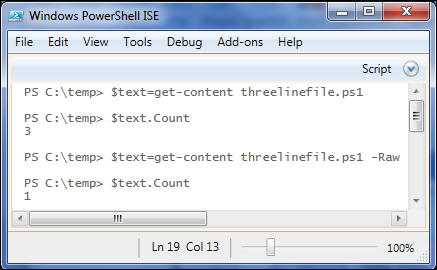 Windows PowerShell ISE
File Edit View Tools Debug Add-ons Help
Script
PS C:\temp> $text=get-content threelinefile.ps1
PS C:\temp> $text.Count
3
PS C:\temp> $text=get-content threelinefile.ps1 -Raw
PS C:\temp> $text.Count
1
Ln 19 Col 13 100%